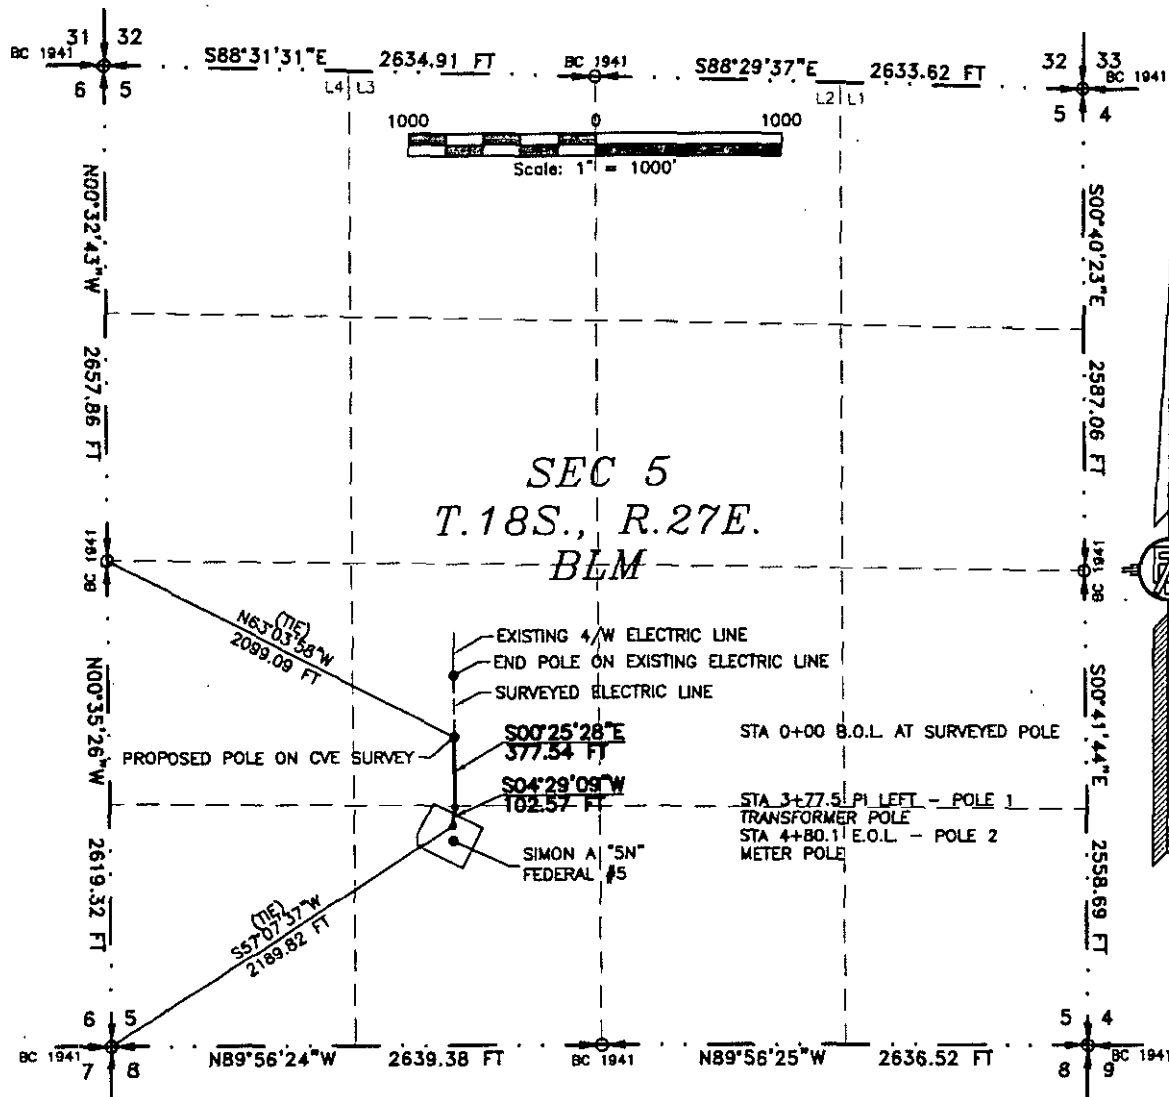 31 32
BC 1941
6 5
S88°31'31"E 2634.91 FT
BC 1941
S88°29'37"E 2633.62 FT
32 33
BC 1941
5 4
L4 L3
L2 L1
1000 0 1000
Scale: 1" = 1000'
N00°32'43"W 2657.86 FT
S00°40'23"E 2587.06 FT
SEC 5
T.18S., R.27E.
BLM
BC 1941
BC 1941
(TIE)
N63°03'58"W
2099.09 FT
EXISTING 4/W ELECTRIC LINE
END POLE ON EXISTING ELECTRIC LINE
SURVEYED ELECTRIC LINE
N00°35'26"W 2619.32 FT
S00°41'44"E 2558.69 FT
PROPOSED POLE ON CVE SURVEY
S00°25'28"E
377.54 FT
STA 0+00 B.O.L. AT SURVEYED POLE
S04°29'09"W
102.57 FT
STA 3+77.5 PI LEFT - POLE 1
TRANSFORMER POLE
STA 4+80.1 E.O.L. - POLE 2
METER POLE
SIMON A "5N"
FEDERAL #5
(TIE)
S57°07'37"W
2189.82 FT
6 5
BC 1941
7 8
N89°56'24"W 2639.38 FT
BC 1941
N89°56'25"W 2636.52 FT
5 4
BC 1941
8 9